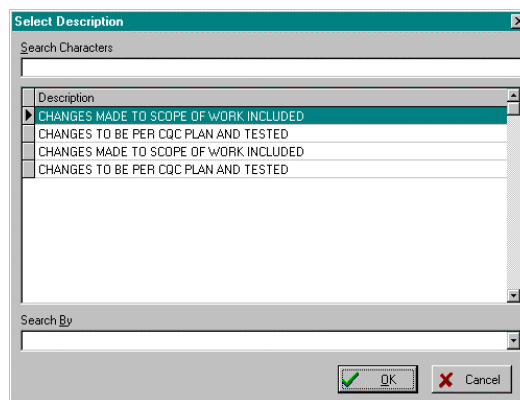 Select Description
Search Characters
Description
CHANGES MADE TO SCOPE OF WORK INCLUDED
CHANGES TO BE PER CQC PLAN AND TESTED
CHANGES MADE TO SCOPE OF WORK INCLUDED
CHANGES TO BE PER CQC PLAN AND TESTED
Search By
OK Cancel